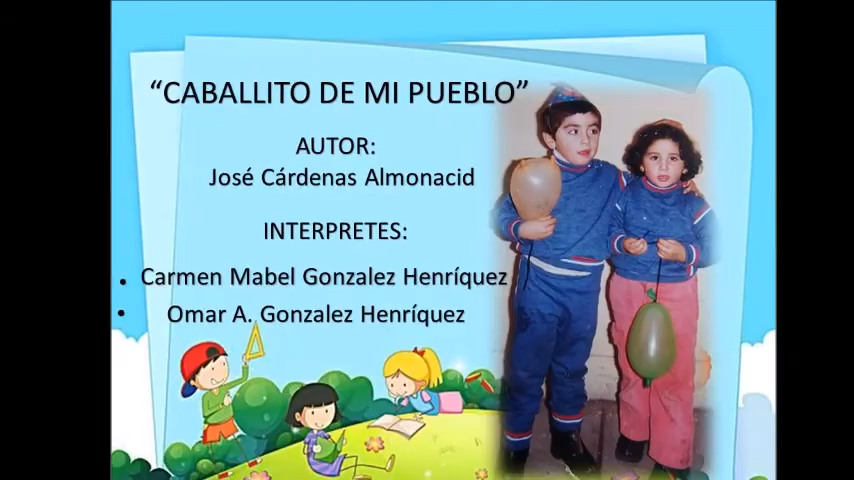 “CABALLITO DE MI PUEBLO”
AUTOR:
José Cárdenas Almonacid
INTERPRETES:
• Carmen Mabel Gonzalez Henríquez
• Omar A. Gonzalez Henríquez